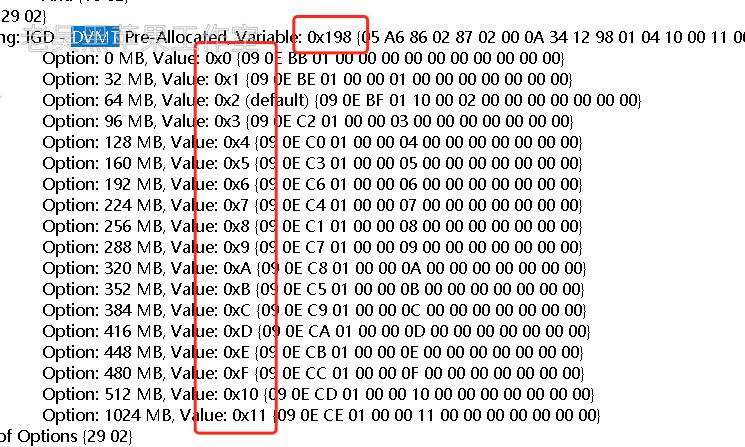 29 02}
老吴黑苹果工作室
ng: IGD - DVMT Pre-Allocated, Variable: 0x198 {05 A6 86 02 87 02 00 0A 34 12 98 01 04 10 00 11 00
Option: 0 MB, Value: 0x0 {09 0E BB 01 00 00 00 00 00 00 00 00 00 00}
Option: 32 MB, Value: 0x1 {09 0E BE 01 00 00 01 00 00 00 00 00 00 00}
Option: 64 MB, Value: 0x2 (default) {09 0E BF 01 10 00 02 00 00 00 00 00 00 00}
Option: 96 MB, Value: 0x3 {09 0E C2 01 00 00 03 00 00 00 00 00 00 00}
Option: 128 MB, Value: 0x4 {09 0E C0 01 00 00 04 00 00 00 00 00 00 00}
Option: 160 MB, Value: 0x5 {09 0E C3 01 00 00 05 00 00 00 00 00 00 00}
Option: 192 MB, Value: 0x6 {09 0E C6 01 00 00 06 00 00 00 00 00 00 00}
Option: 224 MB, Value: 0x7 {09 0E C4 01 00 00 07 00 00 00 00 00 00 00}
Option: 256 MB, Value: 0x8 {09 0E C1 01 00 00 08 00 00 00 00 00 00 00}
Option: 288 MB, Value: 0x9 {09 0E C7 01 00 00 09 00 00 00 00 00 00 00}
Option: 320 MB, Value: 0xA {09 0E C8 01 00 00 0A 00 00 00 00 00 00 00}
Option: 352 MB, Value: 0xB {09 0E C5 01 00 00 0B 00 00 00 00 00 00 00}
Option: 384 MB, Value: 0xC {09 0E C9 01 00 00 0C 00 00 00 00 00 00 00}
Option: 416 MB, Value: 0xD {09 0E CA 01 00 00 0D 00 00 00 00 00 00 00}
Option: 448 MB, Value: 0xE {09 0E CB 01 00 00 0E 00 00 00 00 00 00 00}
Option: 480 MB, Value: 0xF {09 0E CC 01 00 00 0F 00 00 00 00 00 00 00}
Option: 512 MB, Value: 0x10 {09 0E CD 01 00 00 10 00 00 00 00 00 00 00}
Option: 1024 MB, Value: 0x11 {09 0E CE 01 00 00 11 00 00 00 00 00 00 00}
of Options {29 02}